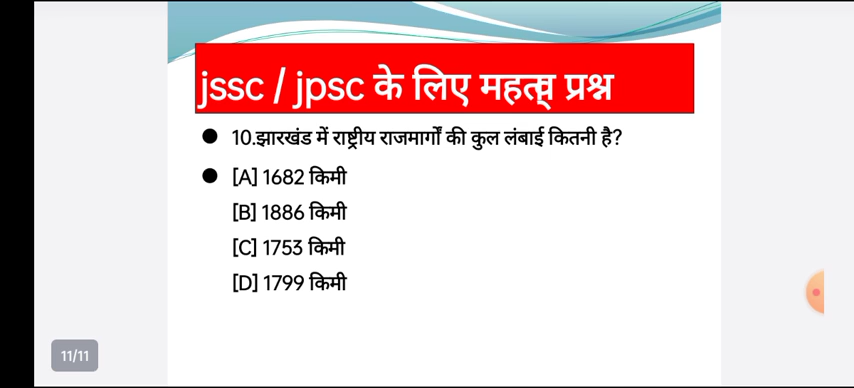 jssc / jpsc के लिए महत्व प्रश्न
● 10.झारखंड में राष्ट्रीय राजमार्गों की कुल लंबाई कितनी है?
● [A] 1682 किमी
[B] 1886 किमी
[C] 1753 किमी
[D] 1799 किमी
11/11